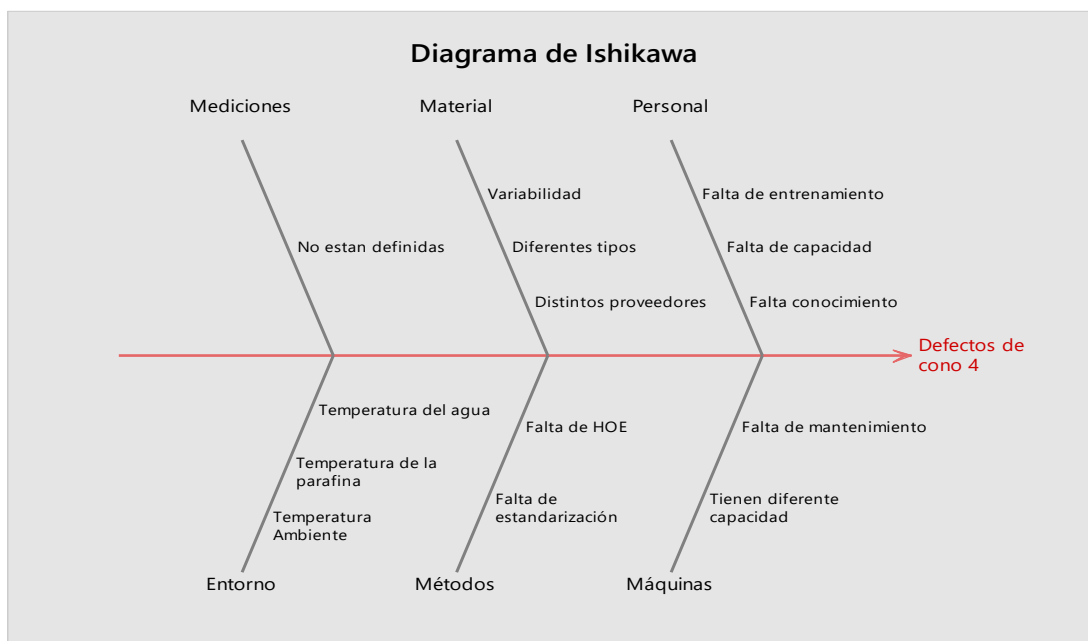 Diagrama de Ishikawa
Mediciones
Material
Personal
Variabilidad
Falta de entrenamiento
No estan definidas
Diferentes tipos
Falta de capacidad
Distintos proveedores
Falta conocimiento
Defectos de
cono 4
Temperatura del agua
Falta de HOE
Falta de mantenimiento
Temperatura de la
parafina
Temperatura
Ambiente
Falta de
estandarización
Tienen diferente
capacidad
Entorno
Métodos
Máquinas